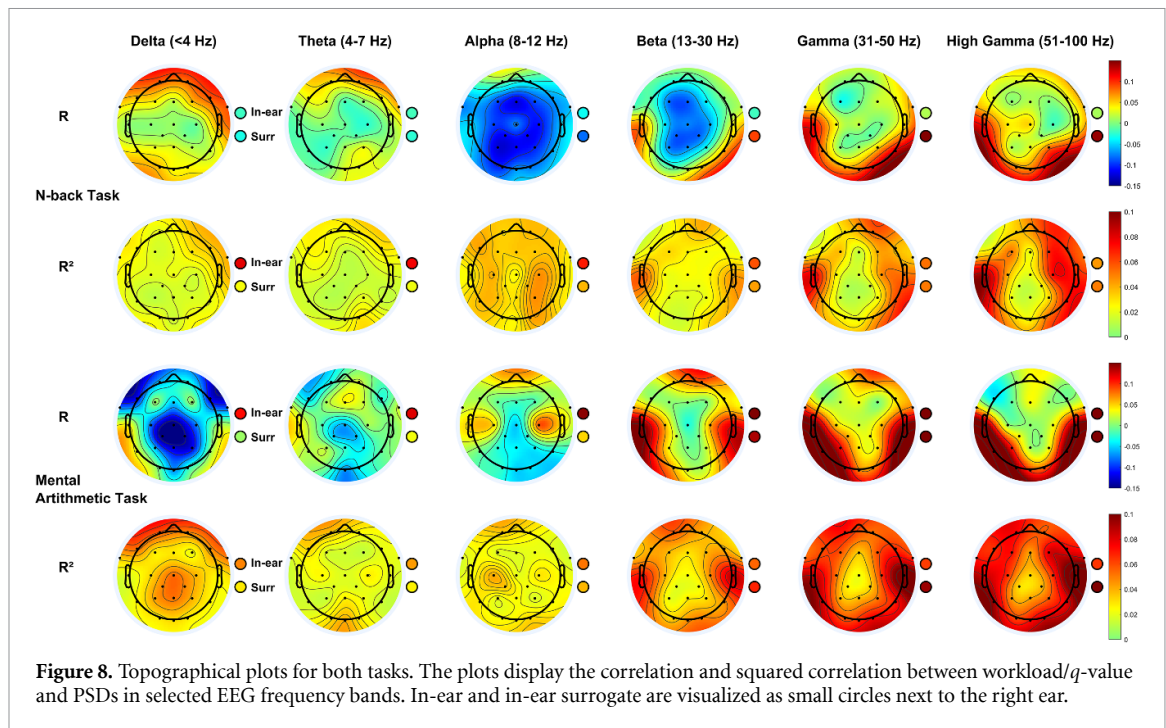 Delta (<4 Hz) Theta (4-7 Hz) Alpha (8-12 Hz) Beta (13-30 Hz) Gamma (31-50 Hz) High Gamma (51-100 Hz)
R
In-ear
Surr
0.1
0.05
0
-0.05
-0.1
-0.15
N-back Task
R²
In-ear
Surr
0.1
0.08
0.06
0.04
0.02
0
R
In-ear
Surr
0.1
0.05
0
-0.05
-0.1
-0.15
Mental
Artithmetic Task
R²
In-ear
Surr
0.1
0.08
0.06
0.04
0.02
0
Figure 8. Topographical plots for both tasks. The plots display the correlation and squared correlation between workload/q-value
and PSDs in selected EEG frequency bands. In-ear and in-ear surrogate are visualized as small circles next to the right ear.